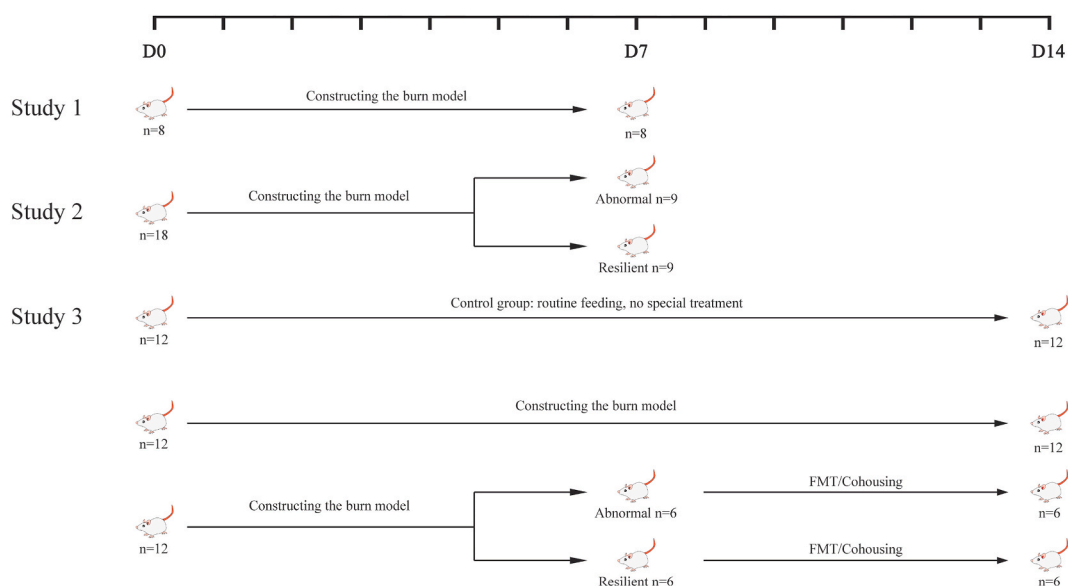 D0 D7 D14
Study 1
Constructing the burn model
n=8 n=8
Study 2
Constructing the burn model
n=18
Abnormal n=9
Resilient n=9
Study 3
Control group: routine feeding, no special treatment
n=12 n=12
Constructing the burn model
n=12 n=12
Constructing the burn model
n=12
Abnormal n=6
FMT/Cohousing
n=6
Resilient n=6
FMT/Cohousing
n=6